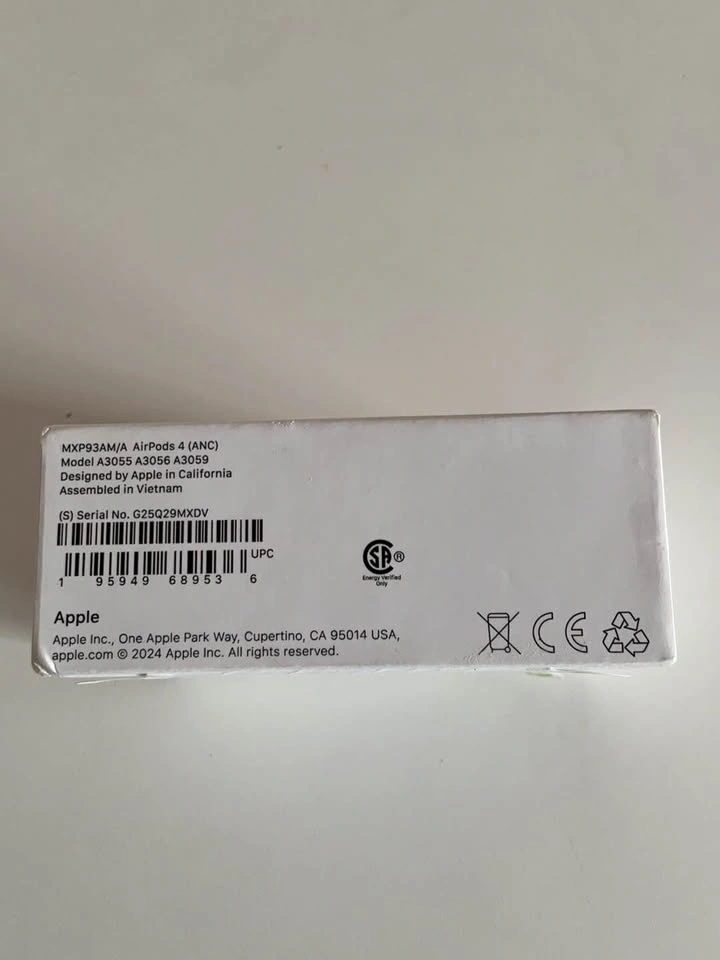 MXP93AM/A AirPods 4 (ANC)
Model A3055 A3056 A3059
Designed by Apple in California
Assembled in Vietnam
(S) Serial No. G25Q29MXDV
UPC
1 95949 68953 6
SA ®
Energy Verified
Only
Apple
Apple Inc., One Apple Park Way, Cupertino, CA 95014 USA,
apple.com © 2024 Apple Inc. All rights reserved.
CE